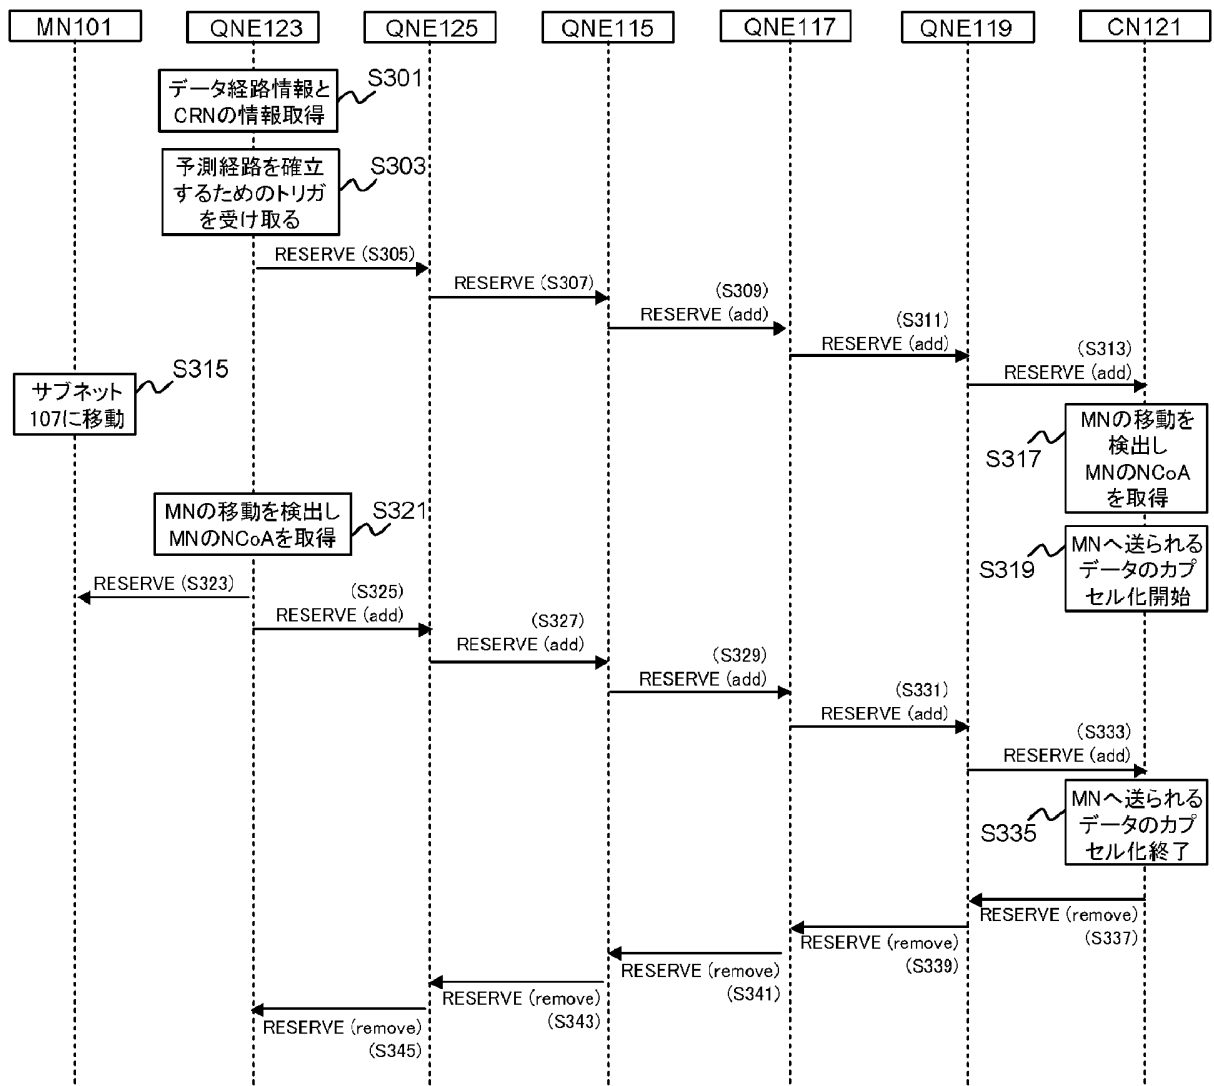 MN101
QNE123
QNE125
QNE115
QNE117
QNE119
CN121
データ経路情報と
CRNの情報取得
S301
予測経路を確立
するためのトリガ
を受け取る
S303
RESERVE (S305)
RESERVE (S307)
(S309)
RESERVE (add)
(S311)
RESERVE (add)
(S313)
RESERVE (add)
サブネット
107に移動
S315
MNの移動を
検出し
MNのNCoA
を取得
S317
MNの移動を検出し
MNのNCoAを取得
S321
MNへ送られる
データのカプ
セル化開始
S319
RESERVE (S323)
(S325)
RESERVE (add)
(S327)
RESERVE (add)
(S329)
RESERVE (add)
(S331)
RESERVE (add)
(S333)
RESERVE (add)
MNへ送られる
データのカプ
セル化終了
S335
RESERVE (remove)
(S337)
RESERVE (remove)
(S339)
RESERVE (remove)
(S341)
RESERVE (remove)
(S343)
RESERVE (remove)
(S345)